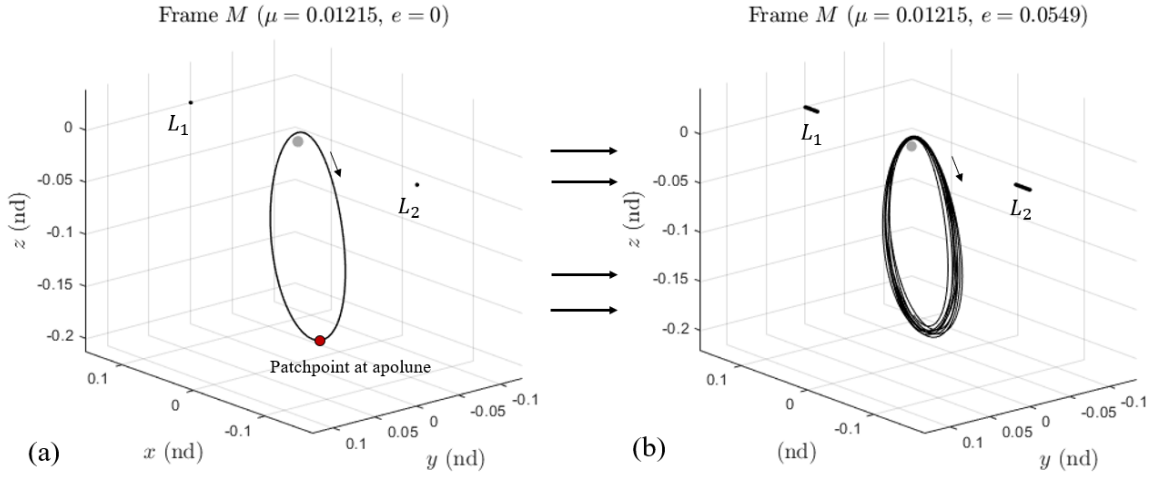 Frame M (μ = 0.01215, e = 0)
L₁
L₂
0
-0.05
-0.1
-0.15
-0.2
z (nd)
Patchpoint at apolune
0.1
0
-0.1
x (nd)
0.1
0.05
0
-0.05
-0.1
y (nd)
(a)
Frame M (μ = 0.01215, e = 0.0549)
L₁
L₂
0
-0.05
-0.1
-0.15
-0.2
z (nd)
0.1
0
-0.1
(nd)
0.1
0.05
0
-0.05
-0.1
y (nd)
(b)